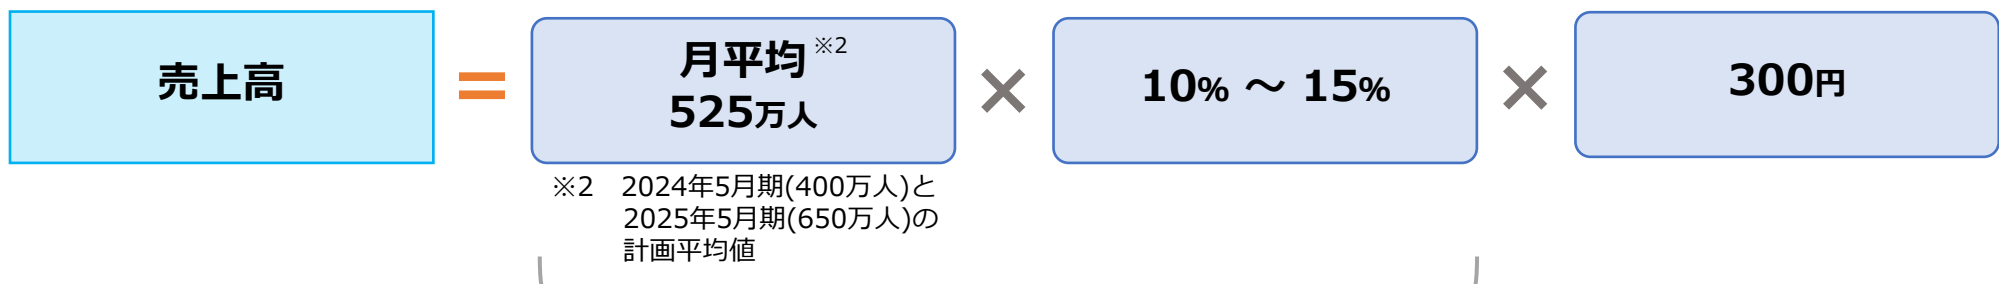 売上高
＝
月平均※2
525万人
×
10% ～ 15%
×
300円
※2　2024年5月期(400万人)と
2025年5月期(650万人)の
計画平均値